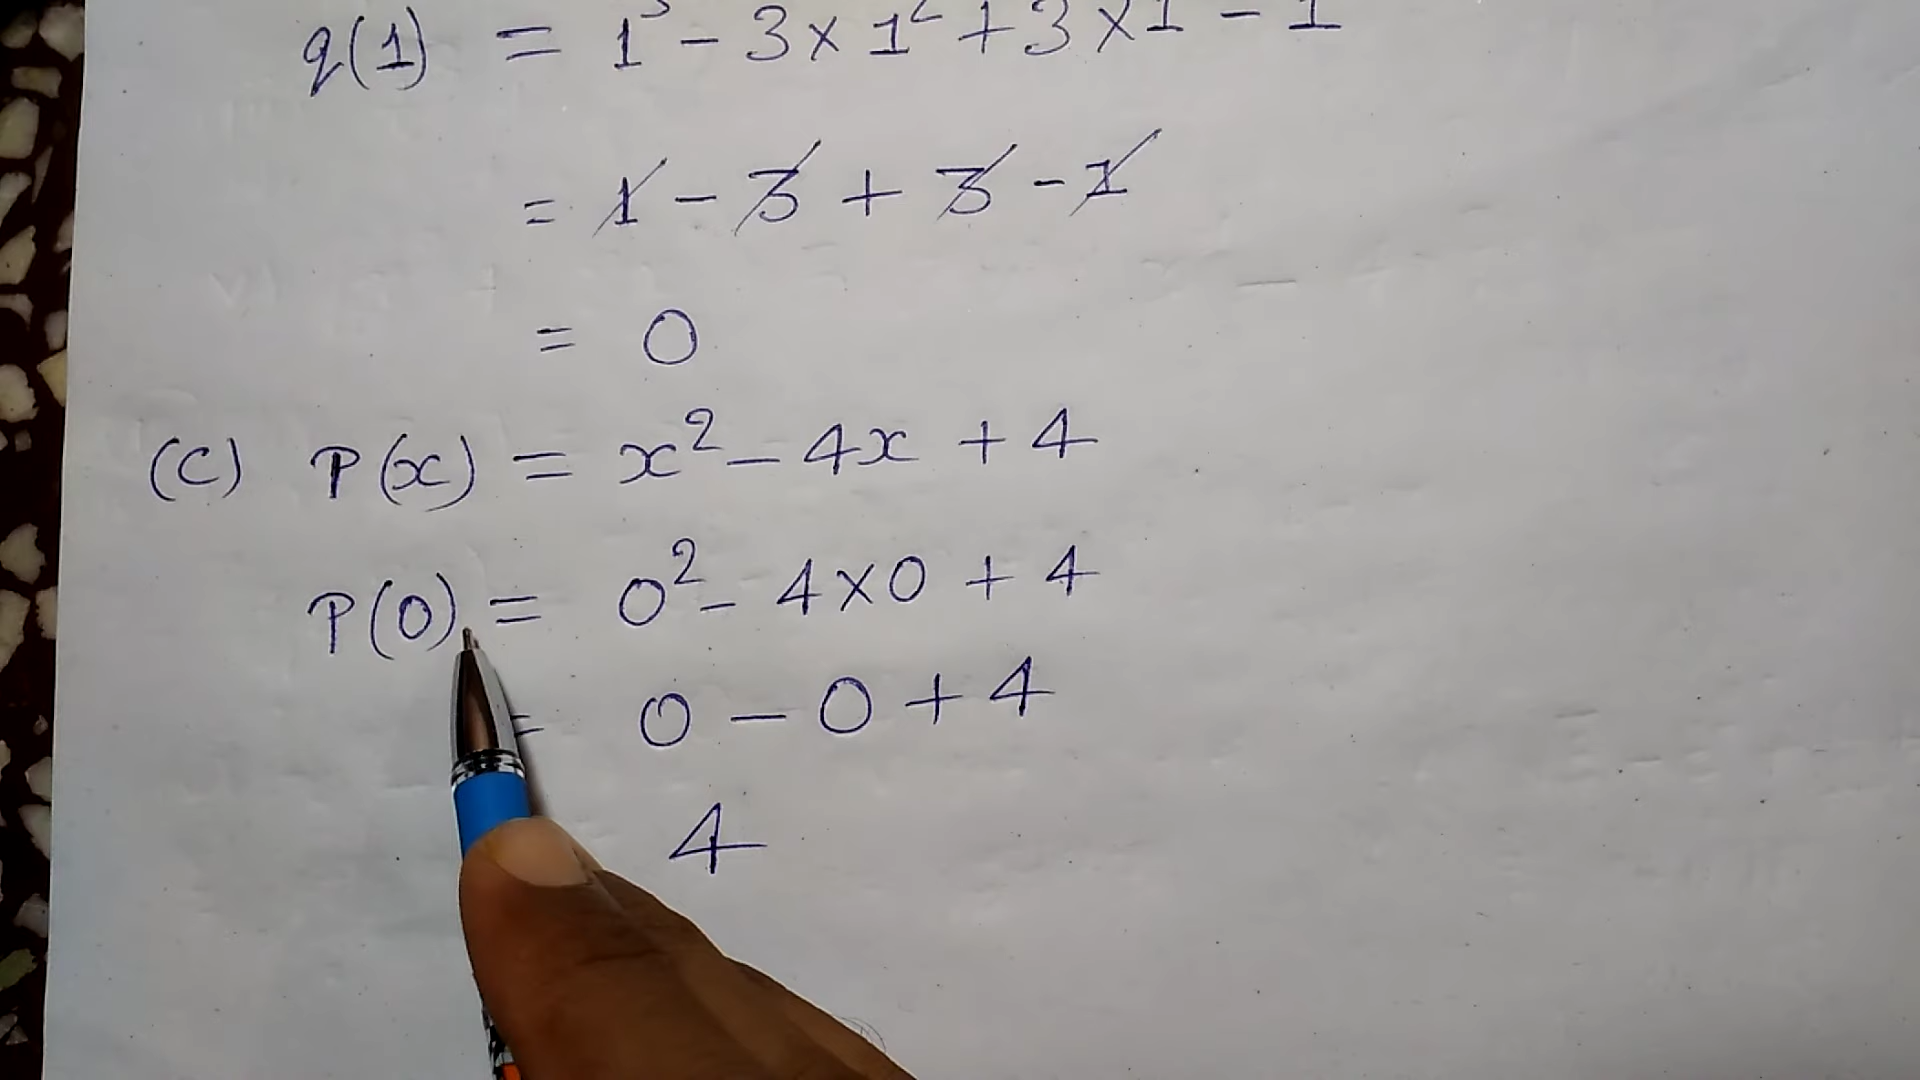 q(1) = 1³ - 3 × 1² + 3 × 1 - 1
= 1 - 3 + 3 - 1
= 0
(C) P(x) = x² - 4x + 4
P(0) = 0² - 4×0 + 4
= 0 - 0 + 4
4